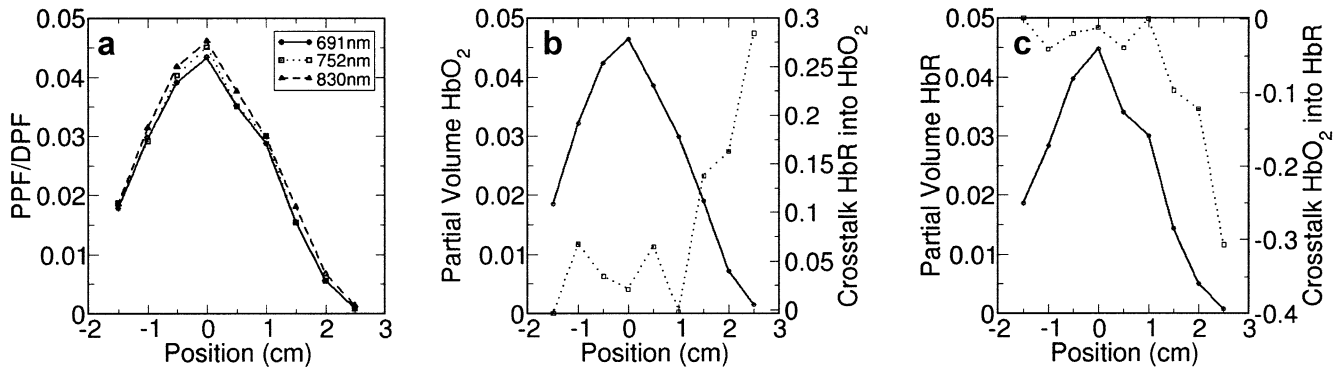 a
691nm
752nm
830nm
PPF/DPF
0.05
0.04
0.03
0.02
0.01
0
-2 -1 0 1 2 3
Position (cm)
b
Partial Volume HbO2
0.05
0.04
0.03
0.02
0.01
0
-2 -1 0 1 2 3
Position (cm)
0.3
0.25
0.2
0.15
0.1
0.05
0
Crosstalk HbR into HbO2
c
Partial Volume HbR
0.05
0.04
0.03
0.02
0.01
0
-2 -1 0 1 2 3
Position (cm)
0
-0.1
-0.2
-0.3
-0.4
Crosstalk HbO2 into HbR